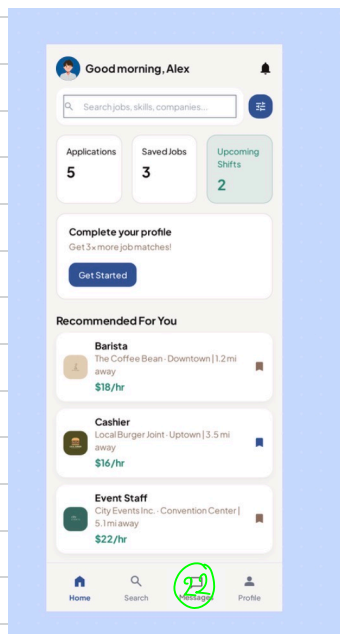 Good morning, Alex
Search jobs, skills, companies...
Applications
5
Saved Jobs
3
Upcoming
Shifts
2
Complete your profile
Get 3x more job matches!
Get Started
Recommended For You
Barista
The Coffee Bean · Downtown | 1.2 mi
away
$18/hr
Cashier
Local Burger Joint · Uptown | 3.5 mi
away
$16/hr
Event Staff
City Events Inc. · Convention Center |
5.1 mi away
$22/hr
22
Home
Search
Messages
Profile